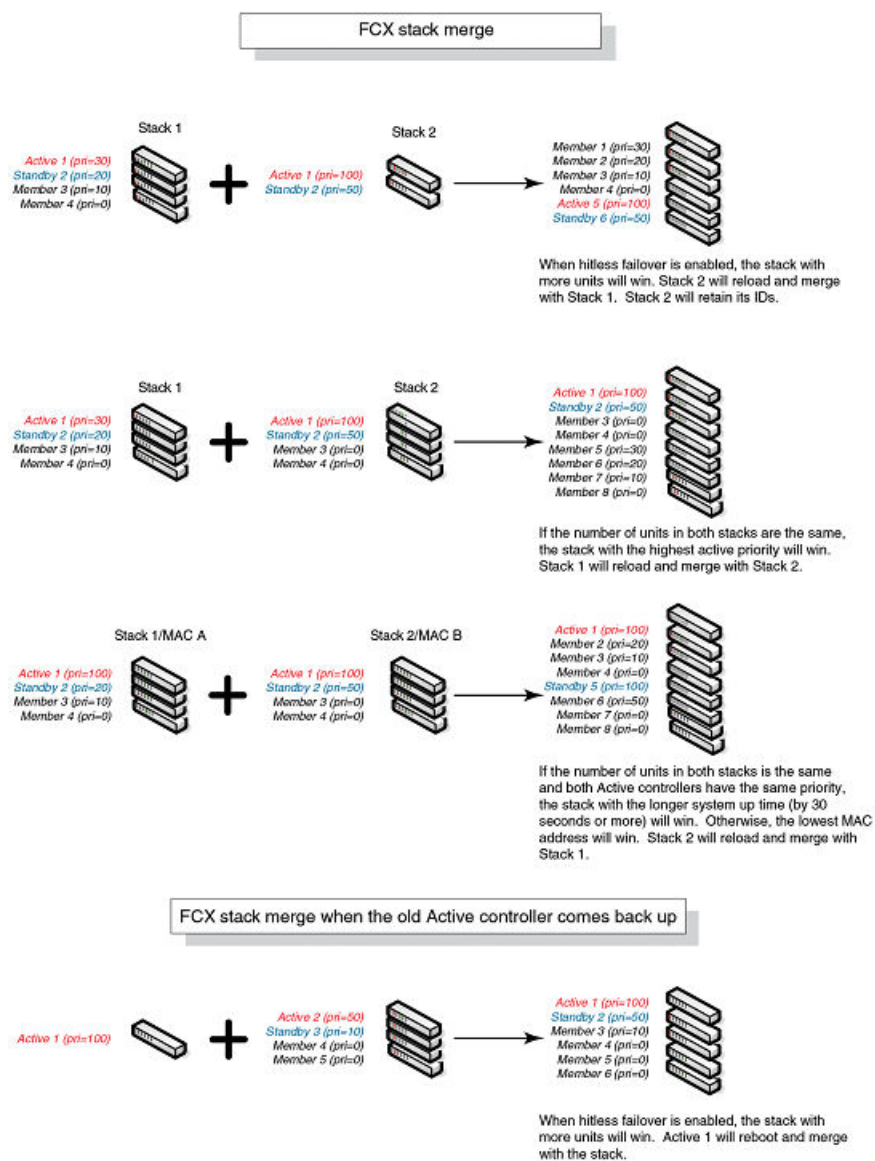 FCX stack merge
Stack 1
Active 1 (pri=30)
Standby 2 (pri=20)
Member 3 (pri=10)
Member 4 (pri=0)
Stack 2
Active 1 (pri=100)
Standby 2 (pri=50)
Member 1 (pri=30)
Member 2 (pri=20)
Member 3 (pri=10)
Member 4 (pri=0)
Active 5 (pri=100)
Standby 6 (pri=50)
When hitless failover is enabled, the stack with
more units will win. Stack 2 will reload and merge
with Stack 1. Stack 2 will retain its IDs.
Stack 1
Active 1 (pri=30)
Standby 2 (pri=20)
Member 3 (pri=10)
Member 4 (pri=0)
Stack 2
Active 1 (pri=100)
Standby 2 (pri=50)
Member 3 (pri=0)
Member 4 (pri=0)
Active 1 (pri=100)
Standby 2 (pri=50)
Member 3 (pri=0)
Member 4 (pri=0)
Member 5 (pri=30)
Member 6 (pri=20)
Member 7 (pri=10)
Member 8 (pri=0)
If the number of units in both stacks are the same,
the stack with the highest active priority will win.
Stack 1 will reload and merge with Stack 2.
Stack 1/MAC A
Active 1 (pri=100)
Standby 2 (pri=20)
Member 3 (pri=10)
Member 4 (pri=0)
Stack 2/MAC B
Active 1 (pri=100)
Standby 2 (pri=50)
Member 3 (pri=0)
Member 4 (pri=0)
Active 1 (pri=100)
Member 2 (pri=20)
Member 3 (pri=10)
Member 4 (pri=0)
Standby 5 (pri=100)
Member 6 (pri=50)
Member 7 (pri=0)
Member 8 (pri=0)
If the number of units in both stacks is the same
and both Active controllers have the same priority,
the stack with the longer system up time (by 30
seconds or more) will win. Otherwise, the lowest MAC
address will win. Stack 2 will reload and merge with
Stack 1.
FCX stack merge when the old Active controller comes back up
Active 1 (pri=100)
Active 2 (pri=50)
Standby 3 (pri=10)
Member 4 (pri=0)
Member 5 (pri=0)
Active 1 (pri=100)
Standby 2 (pri=50)
Member 3 (pri=10)
Member 4 (pri=0)
Member 5 (pri=0)
Member 6 (pri=0)
When hitless failover is enabled, the stack with
more units will win. Active 1 will reboot and merge
with the stack.